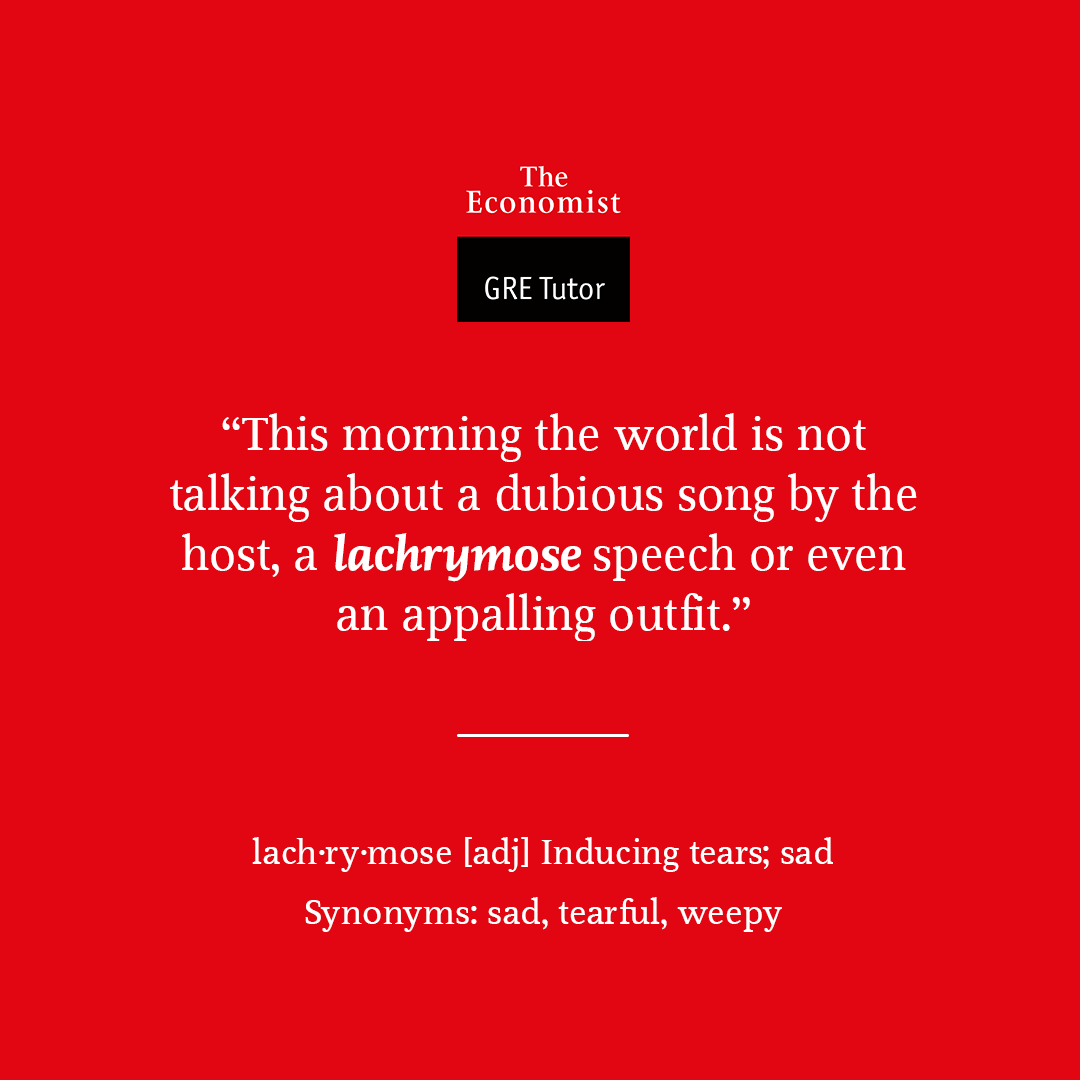 The
Economist
GRE Tutor
“This morning the world is not
talking about a dubious song by the
host, a lachrymose speech or even
an appalling outfit.”
lach·ry·mose [adj] Inducing tears; sad
Synonyms: sad, tearful, weepy